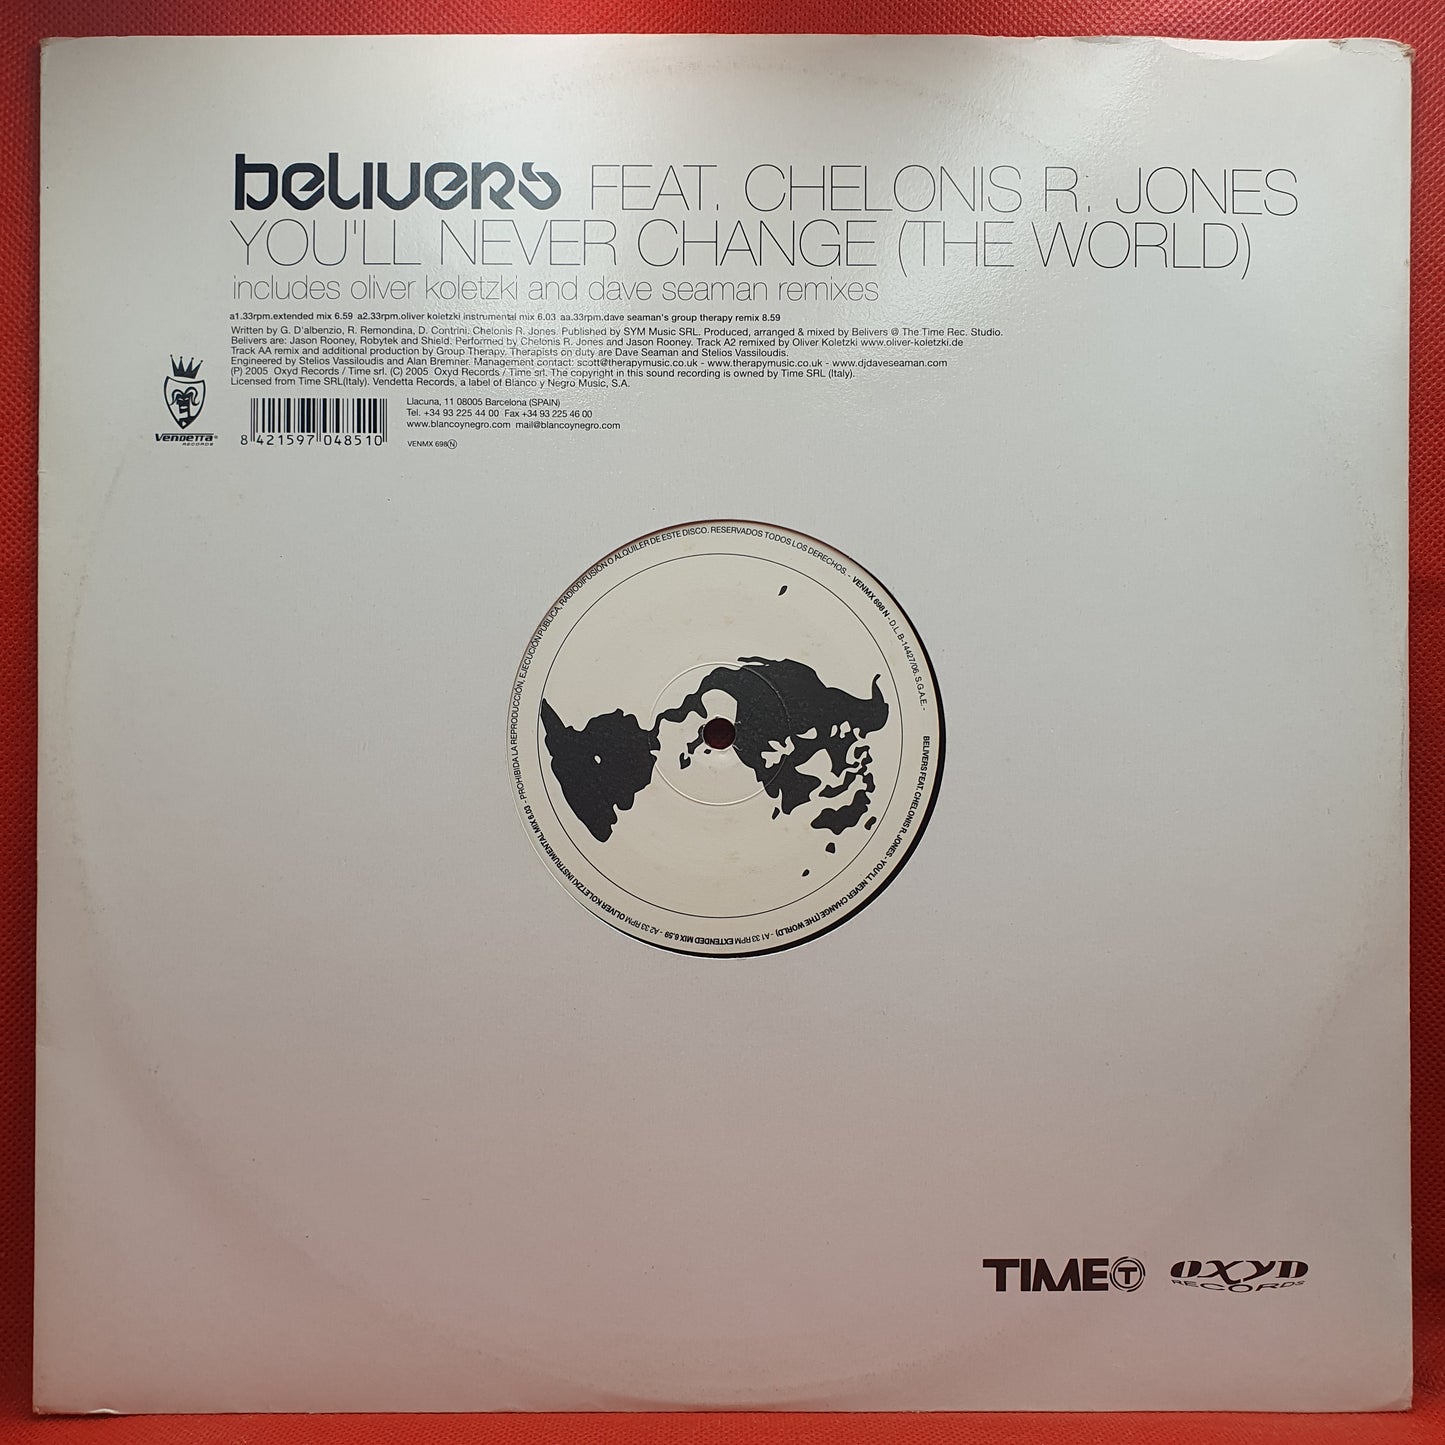 belivers FEAT. CHELONIS R. JONES
YOU'LL NEVER CHANGE (THE WORLD)
includes oliver koletzki and dave seaman remixes
a1.33rpm.extended mix 6.59 a2.33rpm.oliver koletzki instrumental mix 6.03 aa.33rpm.dave seaman's group therapy remix 8.59
Written by G. D'albenzio, R. Remondina, D. Contrini. Chelonis R. Jones. Published by SYM Music SRL. Produced, arranged & mixed by Belivers @ The Time Rec. Studio.
Belivers are: Jason Rooney, Robytek and Shield. Performed by Chelonis R. Jones and Jason Rooney. Track A2 remixed by Oliver Koletzki www.oliver-koletzki.de
Track AA remix and additional production by Group Therapy. Therapists on duty are Dave Seaman and Stelios Vassiloudis.
Engineered by Stelios Vassiloudis and Alan Bremner. Management contact: scott@therapymusic.co.uk - www.therapymusic.co.uk - www.djdaveseaman.com
(P) 2005 Oxyd Records / Time srl. (C) 2005 Oxyd Records / Time srl. The copyright in this sound recording is owned by Time SRL (Italy).
Licensed from Time SRL(Italy). Vendetta Records, a label of Blanco y Negro Music, S.A.
VENDETTA®
RECORDS
8 421597 048510
Llacuna, 11 08005 Barcelona (SPAIN)
Tel. +34 93 225 44 00 Fax +34 93 225 46 00
www.blancoynegro.com mail@blancoynegro.com
VENMX 698 N
PROHIBIDA LA REPRODUCCIÓN, EJECUCIÓN PUBLICA, RADIODIFUSIÓN O ALQUILER DE ESTE DISCO. RESERVADOS TODOS LOS DERECHOS. - VENMX 698 N - D.L. B-14427/06. S.G.A.E. -
BELIVERS FEAT. CHELONIS R. JONES - YOU'LL NEVER CHANGE (THE WORLD) - A1 33 RPM EXTENDED MIX 6.59 - A2 33 RPM OLIVER KOLETZKI INSTRUMENTAL MIX 6.03 -
TIME T
OXYD
RECORDS